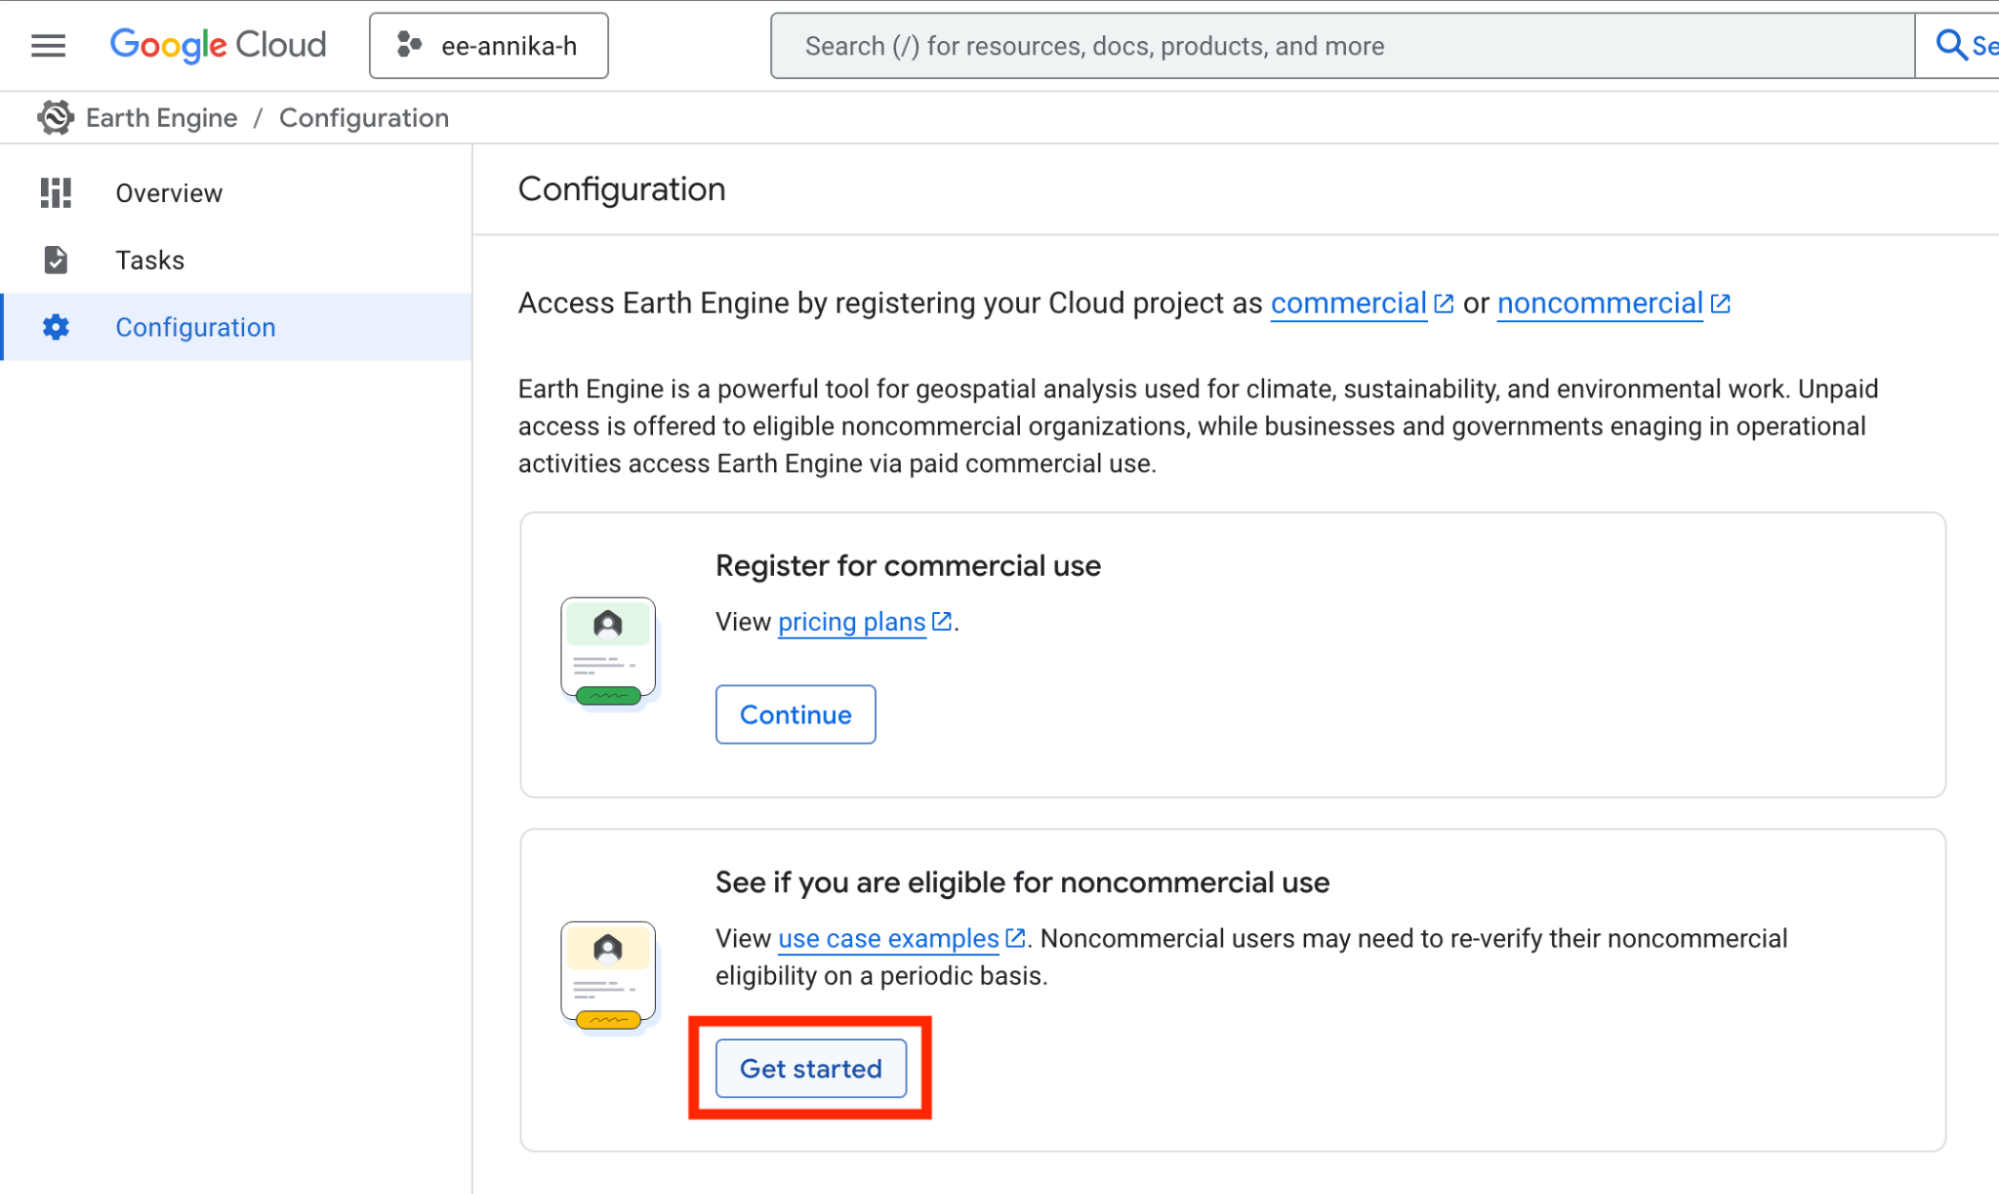 Google Cloud
ee-annika-h
Search (/) for resources, docs, products, and more
Se
Earth Engine / Configuration
Overview
Tasks
Configuration
Configuration
Access Earth Engine by registering your Cloud project as commercial or noncommercial
Earth Engine is a powerful tool for geospatial analysis used for climate, sustainability, and environmental work. Unpaid
access is offered to eligible noncommercial organizations, while businesses and governments enaging in operational
activities access Earth Engine via paid commercial use.
Register for commercial use
View pricing plans.
Continue
See if you are eligible for noncommercial use
View use case examples. Noncommercial users may need to re-verify their noncommercial
eligibility on a periodic basis.
Get started